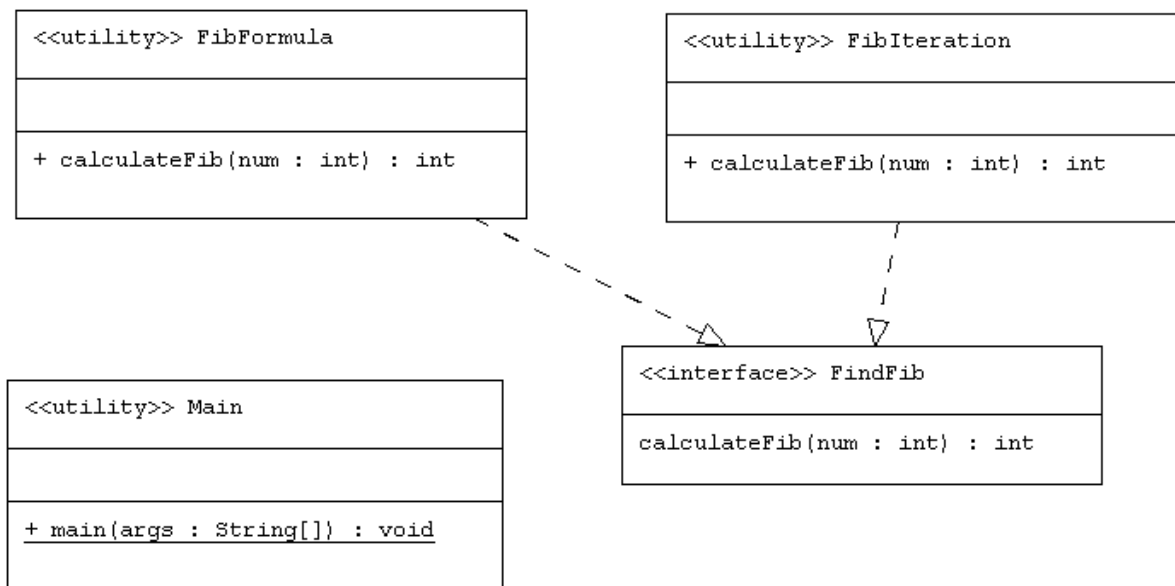 <<utility>> FibFormula
+ calculateFib(num : int) : int
<<utility>> FibIteration
+ calculateFib(num : int) : int
<<interface>> FindFib
calculateFib(num : int) : int
<<utility>> Main
+ main(args : String[]) : void